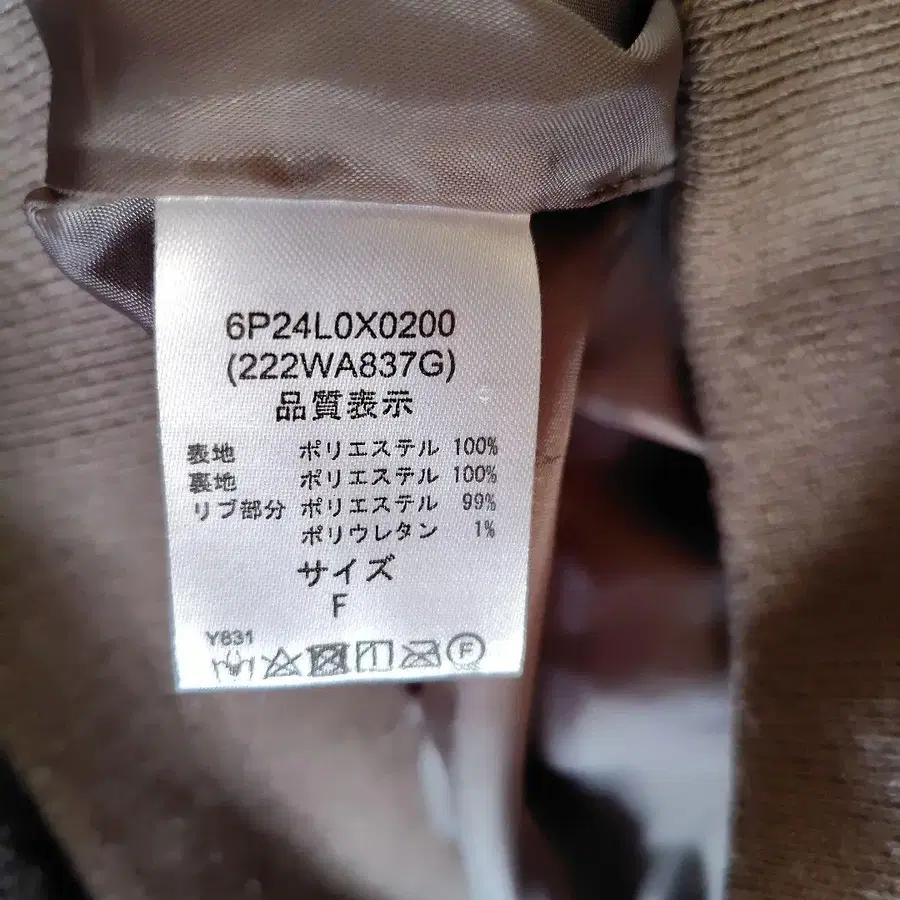 6P24L0X0200
(222WA837G)
品質表示
表地 ポリエステル 100%
裏地 ポリエステル 100%
リブ部分 ポリエステル 99%
ポリウレタン 1%
サイズ
F
Y831
F